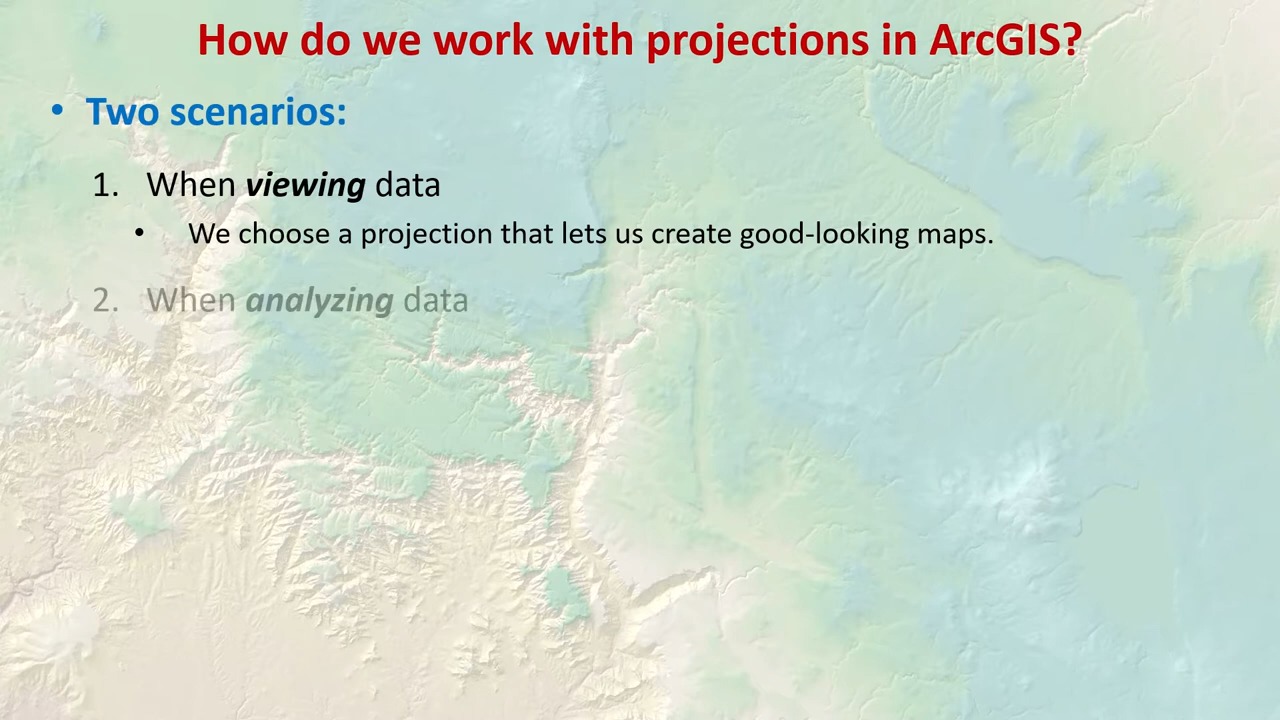 How do we work with projections in ArcGIS?
• Two scenarios:
1. When viewing data
• We choose a projection that lets us create good-looking maps.
2. When analyzing data